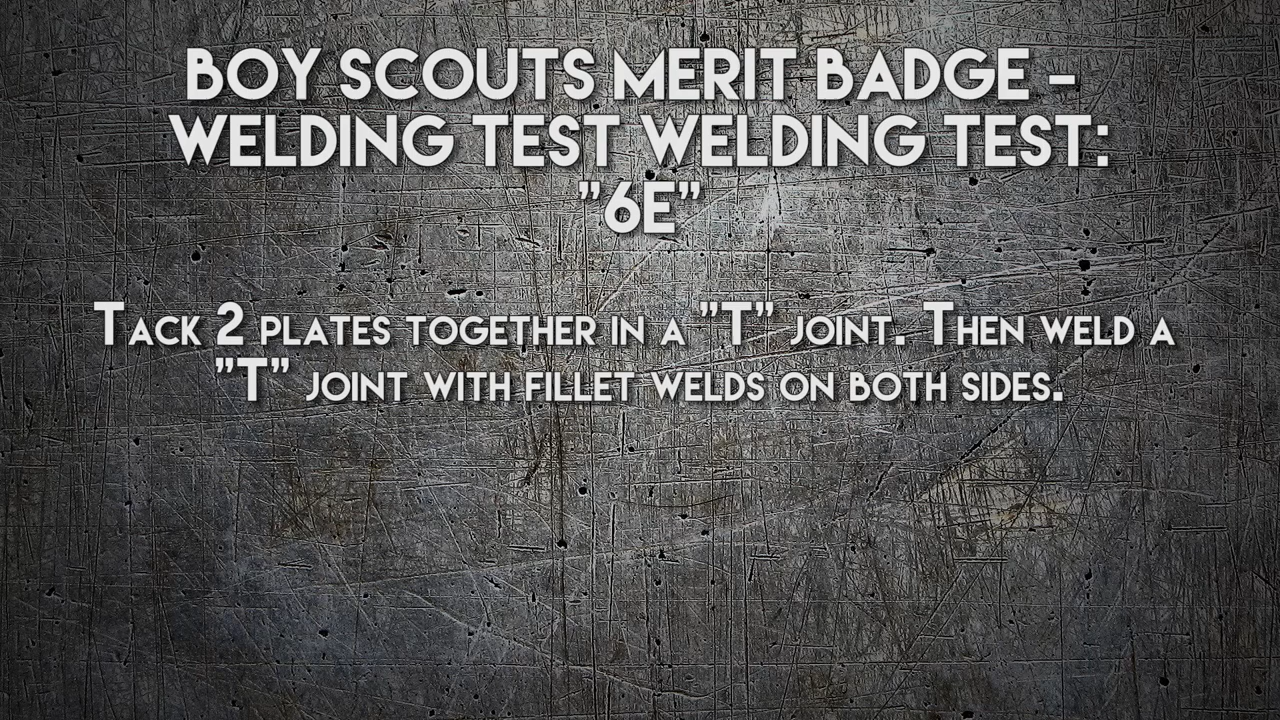 BOY SCOUTS MERIT BADGE -
WELDING TEST WELDING TEST:
"6E"
Tack 2 plates together in a "T" joint. Then weld a
"T" joint with fillet welds on both sides.